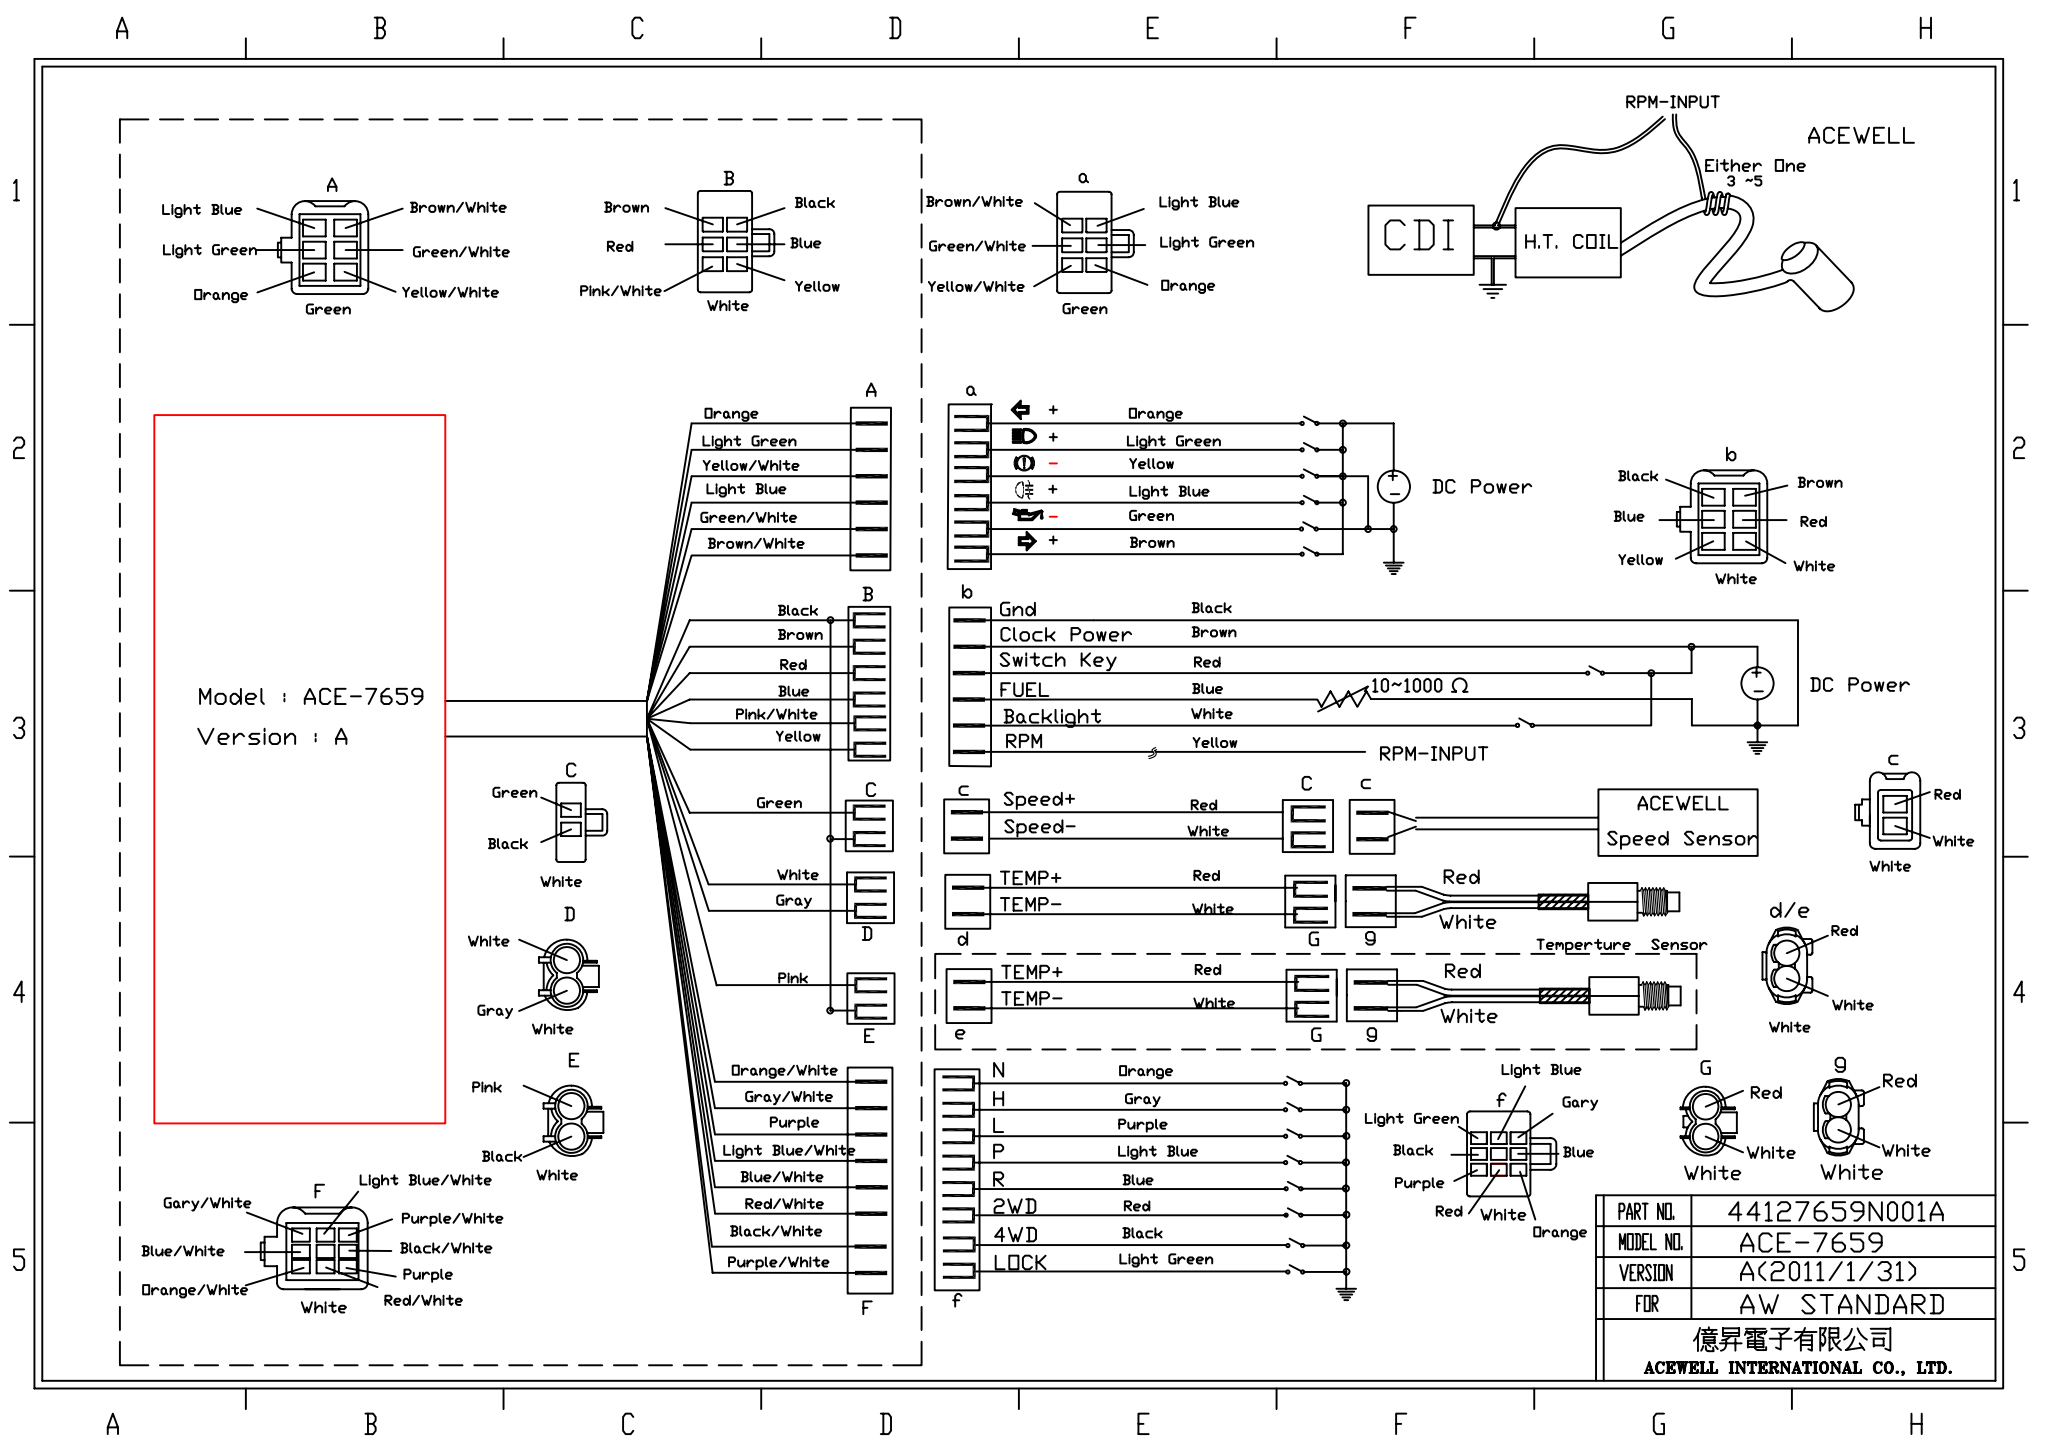 A B C D E F G H
RPM-INPUT
ACEWELL
Either One
3 ~5
1 1
A
Light Blue Brown/White
Light Green Green/White
Orange Yellow/White
Green
B
Brown Black
Red Blue
Pink/White Yellow
White
a
Brown/White Light Blue
Green/White Light Green
Yellow/White Orange
Green
CDI
H.T. COIL
2 2
A
Orange
Light Green
Yellow/White
Light Blue
Green/White
Brown/White
a
+ Orange
+ Light Green
- Yellow
+ Light Blue
- Green
+ Brown
+
-
DC Power
b
Black Brown
Blue Red
Yellow White
White
Model : ACE-7659
Version : A
3 3
B
Black
Brown
Red
Blue
Pink/White
Yellow
b
Gnd Black
Clock Power Brown
Switch Key Red
FUEL Blue 10~1000 Ω
Backlight White
RPM Yellow RPM-INPUT
+
-
DC Power
C
Green
Black
White
C
Green
c
Speed+ Red
Speed- White
C c
ACEWELL
Speed Sensor
c
Red
White
White
D
White
Gray
White
White
Gray
D
TEMP+ Red
TEMP- White
d
G g
Red
White
Temperture Sensor
d/e
Red
White
White
4 4
Pink
E
TEMP+ Red
TEMP- White
e
G g
Red
White
E
Pink
Black
White
Orange/White
Gray/White
Purple
Light Blue/White
Blue/White
Red/White
Black/White
Purple/White
F
N Orange
H Gray
L Purple
P Light Blue
R Blue
2WD Red
4WD Black
LOCK Light Green
f
Light Blue
f
Light Green Gary
Black Blue
Purple
Red White Orange
G
Red
White
White
g
Red
White
White
5 5
F
Light Blue/White
Gary/White Purple/White
Blue/White Black/White
Orange/White Purple
Red/White
White
PART NO. 44127659N001A
MODEL NO. ACE-7659
VERSION A(2011/1/31)
FOR AW STANDARD
億昇電子有限公司
ACEWELL INTERNATIONAL CO., LTD.
A B C D E F G H